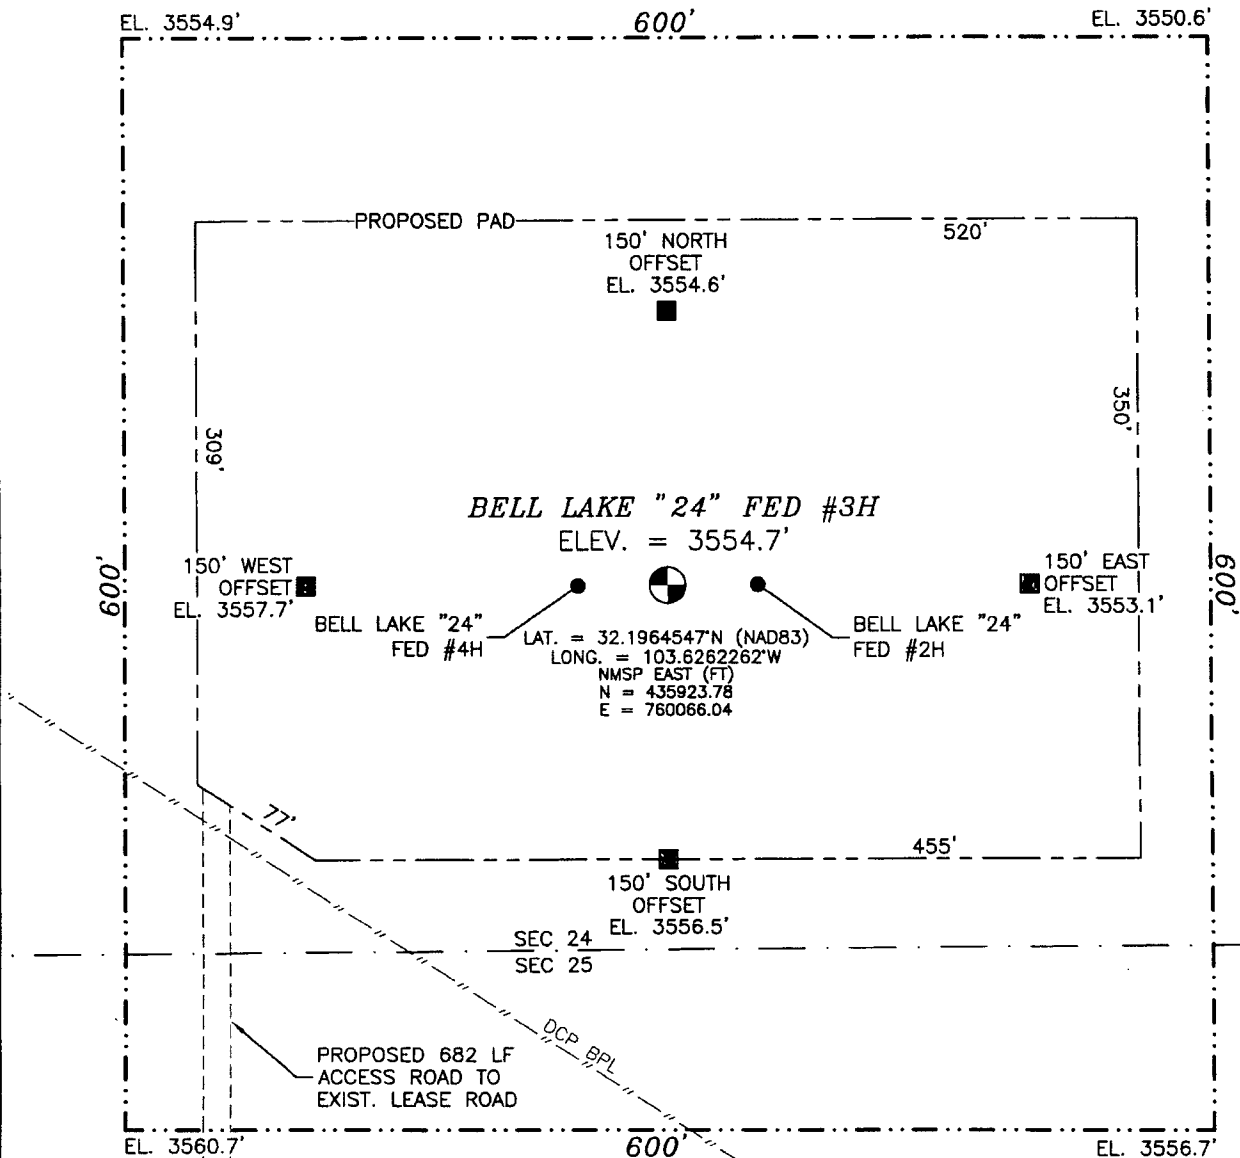 EL. 3554.9'
600'
EL. 3550.6'
PROPOSED PAD
520'
150' NORTH
OFFSET
EL. 3554.6'
350'
309'
BELL LAKE "24" FED #3H
ELEV. = 3554.7'
600'
150' WEST
OFFSET
EL. 3557.7'
150' EAST
OFFSET
EL. 3553.1'
600'
BELL LAKE "24"
FED #4H
BELL LAKE "24"
FED #2H
LAT. = 32.1964547°N (NAD83)
LONG. = 103.6262262°W
NMSP EAST (FT)
N = 435923.78
E = 760066.04
77'
455'
150' SOUTH
OFFSET
EL. 3556.5'
SEC 24
SEC 25
DCP BPL
PROPOSED 682 LF
ACCESS ROAD TO
EXIST. LEASE ROAD
EL. 3560.7'
600'
EL. 3556.7'